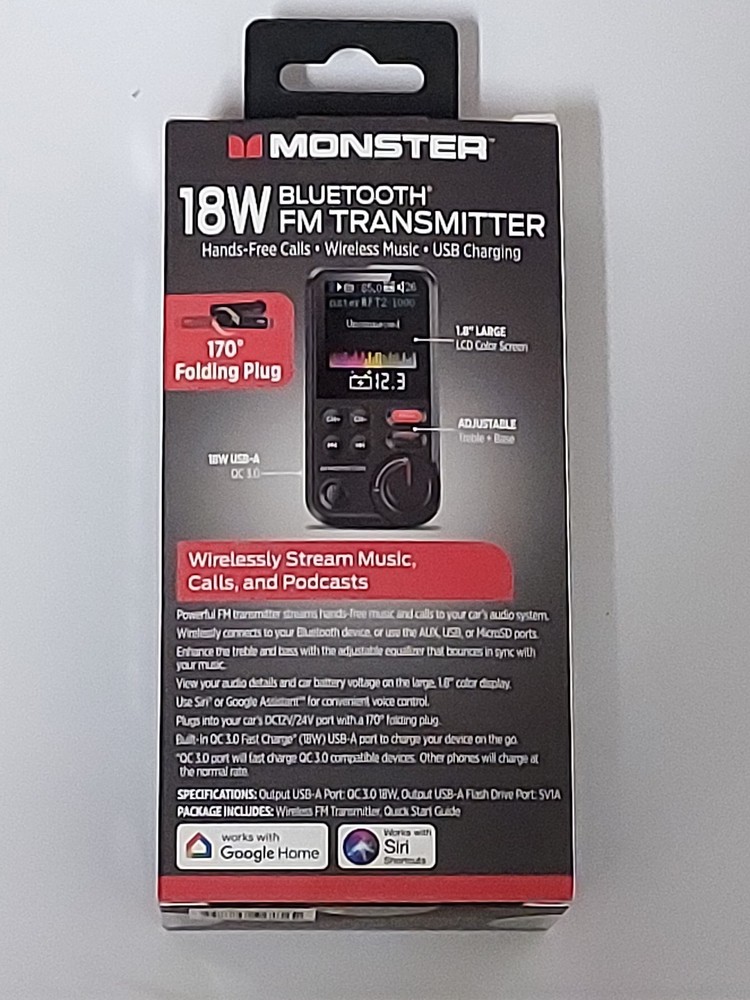 MONSTER
18W BLUETOOTH®
FM TRANSMITTER
Hands-Free Calls • Wireless Music • USB Charging
85.0 26
12.3
170°
Folding Plug
1.8" LARGE
LCD Color Screen
ADJUSTABLE
Treble + Base
18W USB-A
QC 3.0
Wirelessly Stream Music,
Calls, and Podcasts
Powerful FM transmitter streams hands-free music and calls to your car's audio system.
Wirelessly connects to your Bluetooth device, or use the AUX, USB, or MicroSD ports.
Enhance the treble and bass with the adjustable equalizer that bounces in sync with
your music.
View your audio details and car battery voltage on the large, 1.8" color display.
Use Siri® or Google Assistant™ for convenient voice control.
Plugs into your car's DC12V/24V port with a 170° folding plug.
Built-In QC 3.0 Fast Charge* (18W) USB-A port to charge your device on the go.
*QC 3.0 port will fast charge QC 3.0 compatible devices. Other phones will charge at
the normal rate.
SPECIFICATIONS: Output USB-A Port: QC 3.0 18W, Output USB-A Flash Drive Port: 5V1A
PACKAGE INCLUDES: Wireless FM Transmitter, Quick Start Guide
works with
Google Home
Works with
Siri
Shortcuts